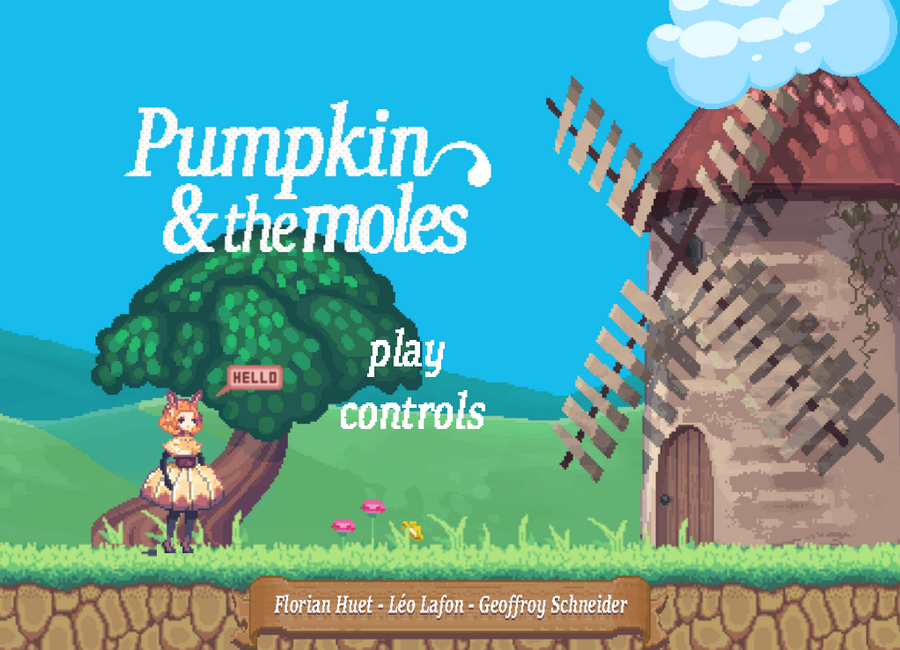 Pumpkin
& the moles
play
HELLO
controls
Florian Huet - Léo Lafon - Geoffroy Schneider